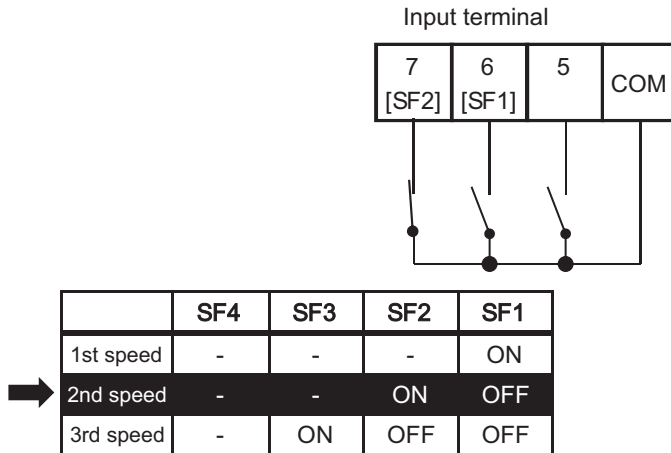 Input terminal
7 6 5 COM
[SF2] [SF1]
SF4 SF3 SF2 SF1
1st speed - - - ON
2nd speed - - ON OFF
3rd speed - ON OFF OFF